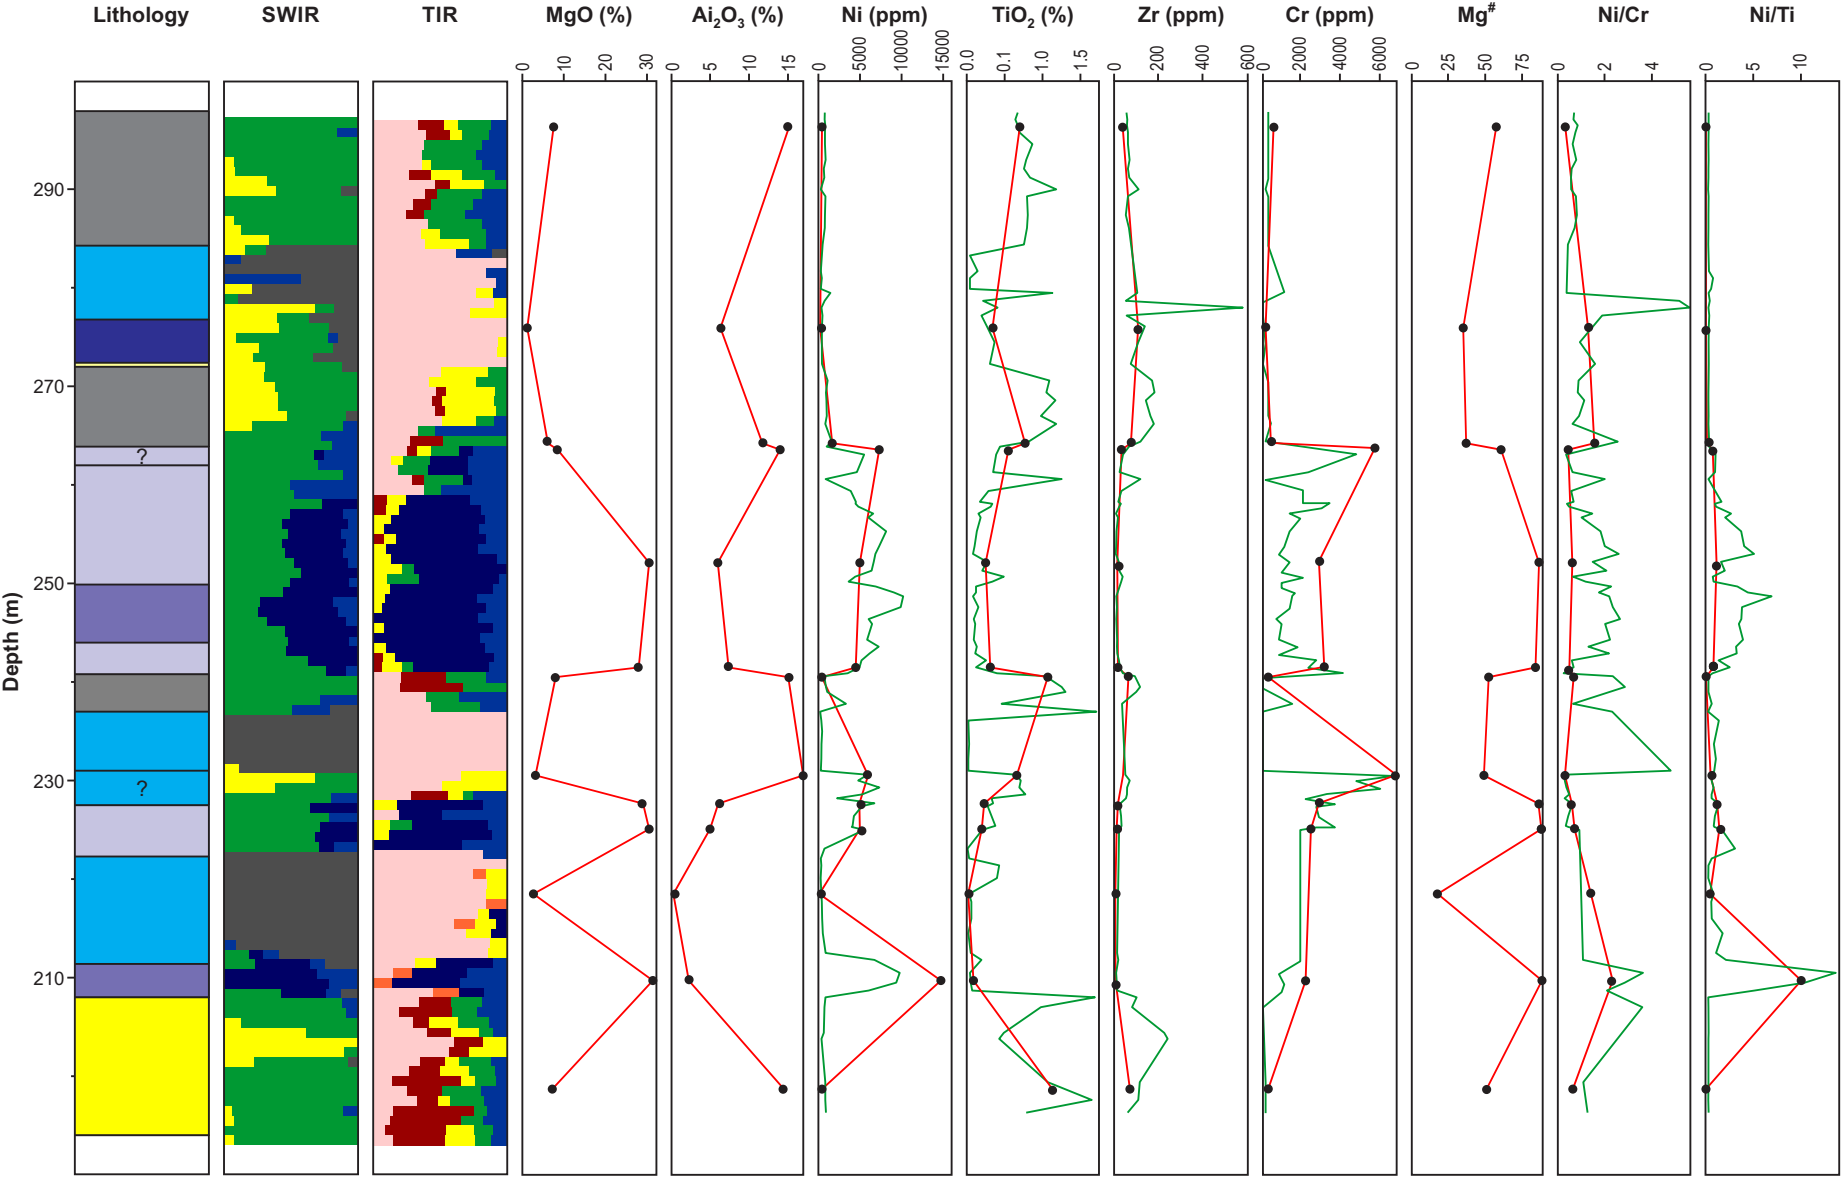 Lithology SWIR TIR MgO (%) Ai₂O₃ (%) Ni (ppm) TiO₂ (%) Zr (ppm) Cr (ppm) Mg# Ni/Cr Ni/Ti
0 10 20 30 0 5 10 15 0 5000 10000 15000 0.0 0.1 1.0 1.5 0 200 400 600 0 2000 4000 6000 0 25 50 75 0 2 4 0 5 10
290
270
?
250
Depth (m)
230
?
210